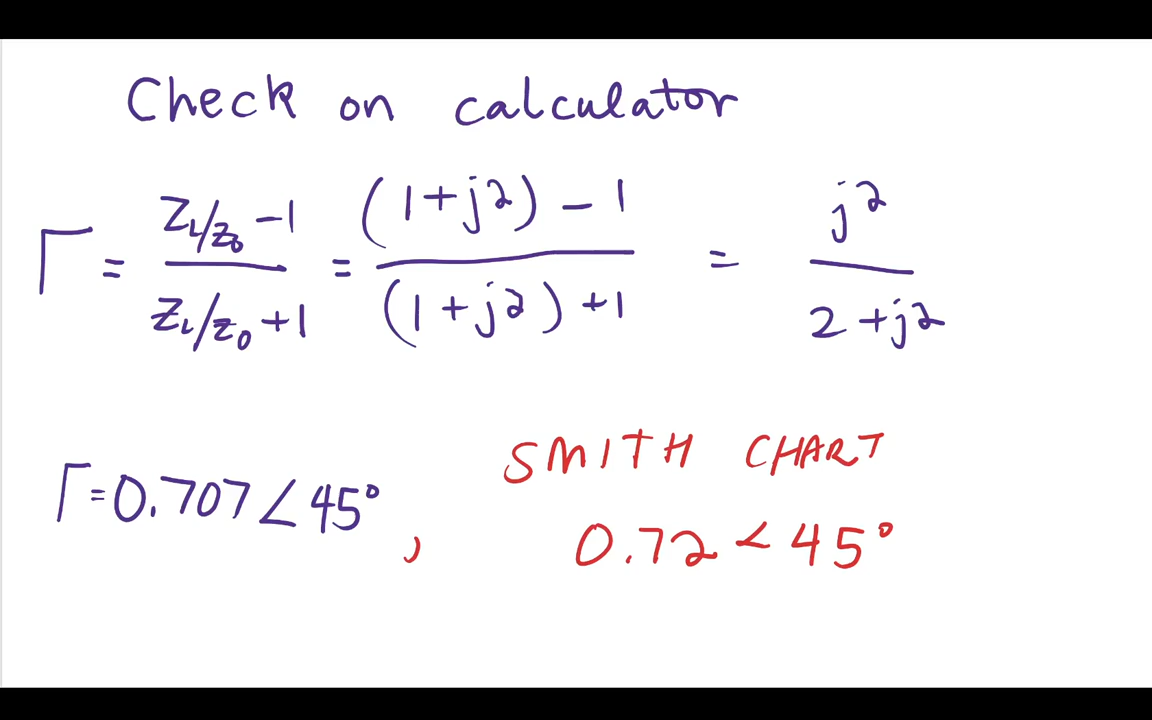 Check on calculator
Γ = (Z_L/Z_0 - 1)/(Z_L/Z_0 + 1) = ((1+j2) - 1)/((1+j2)+1) = j2/(2+j2)
SMITH CHART
Γ = 0.707 ∠ 45° , 0.72 < 45°